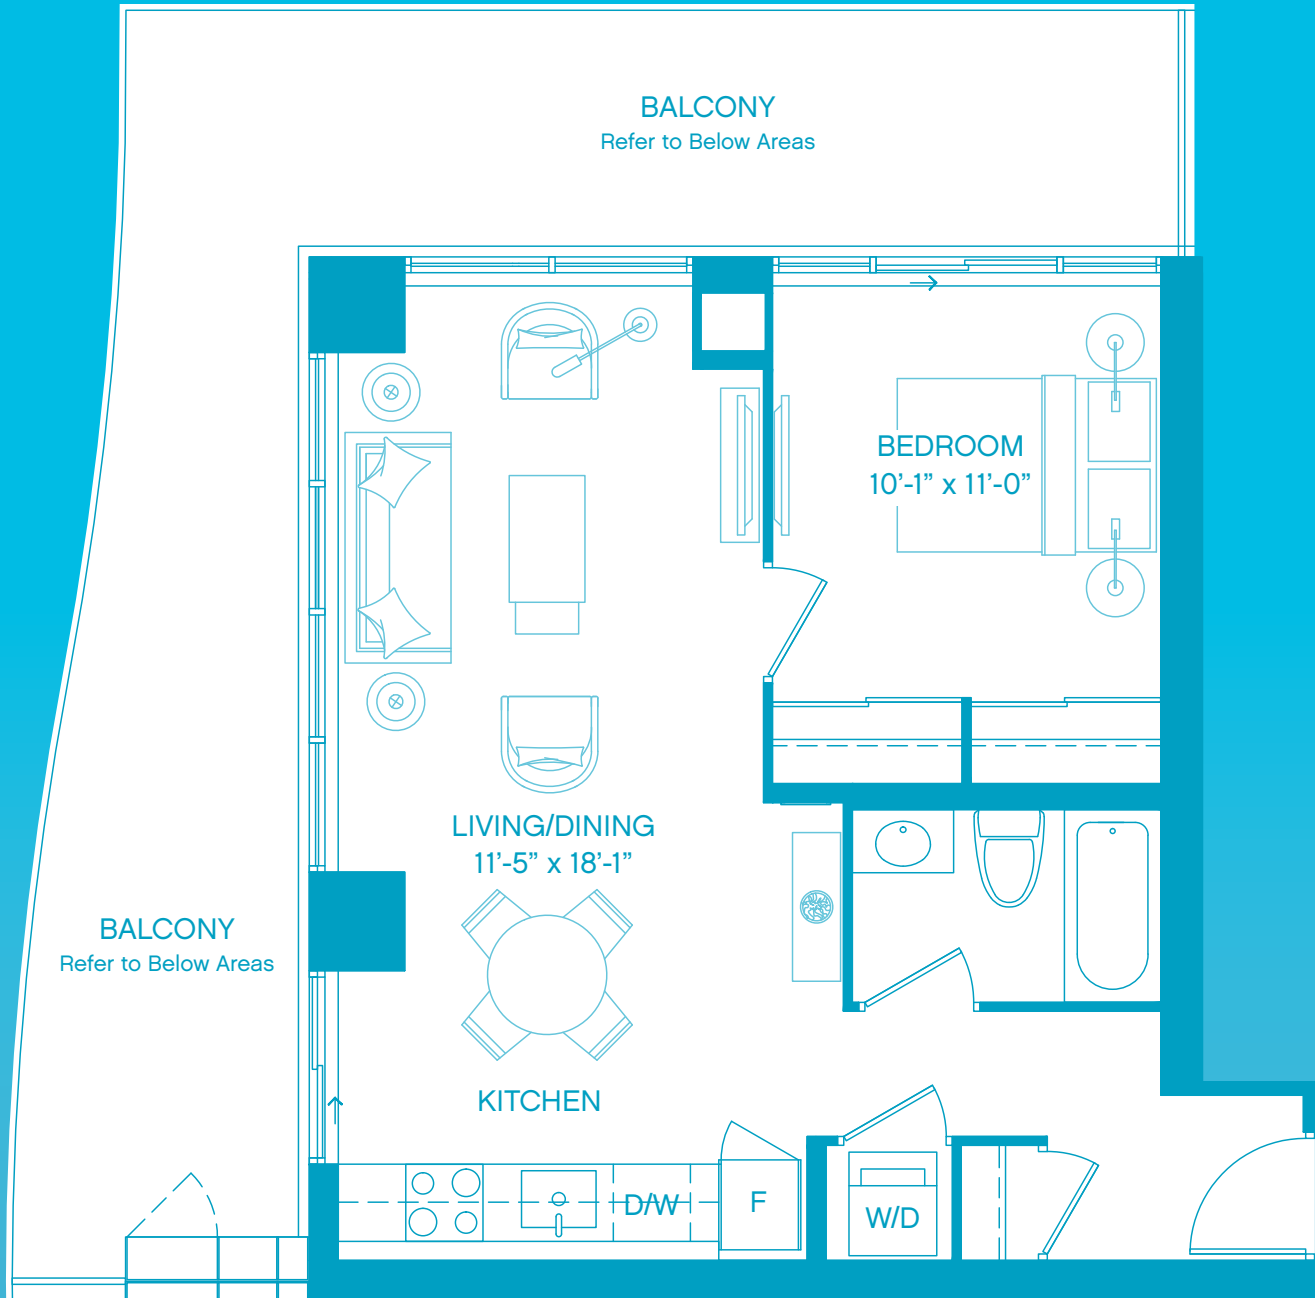 BALCONY
Refer to Below Areas
BEDROOM
10’-1” x 11’-0”
LIVING/DINING
11’-5” x 18’-1”
BALCONY
Refer to Below Areas
KITCHEN
D/W
F
W/D